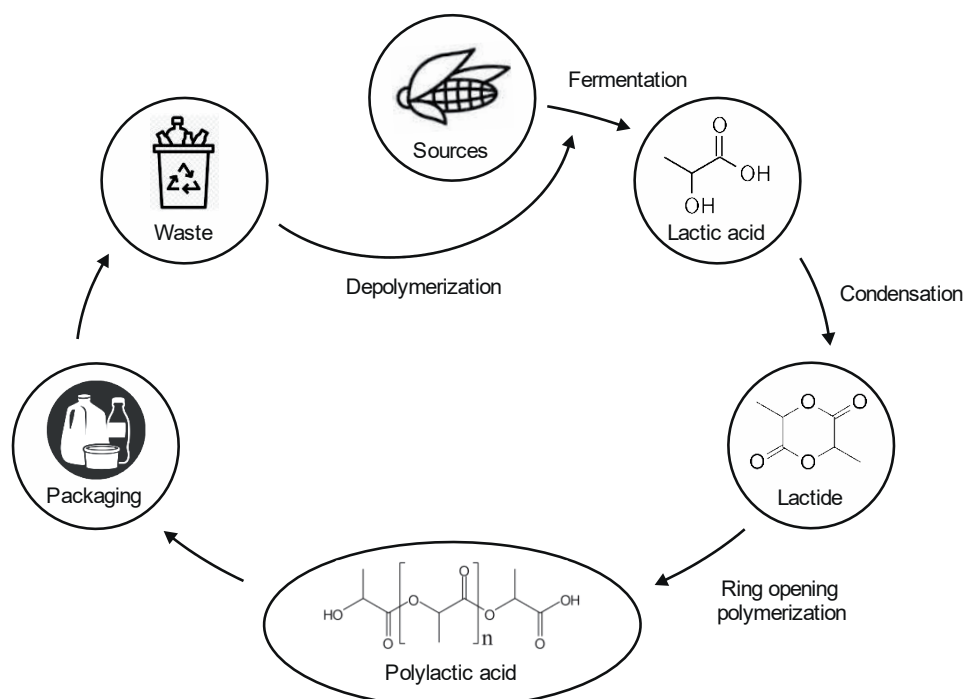 Sources
Fermentation
O
OH
OH
Lactic acid
Condensation
O
O
O
O
Lactide
Ring opening
polymerization
O
O
OH
HO
O
O
O
n
Polylactic acid
Packaging
Waste
Depolymerization